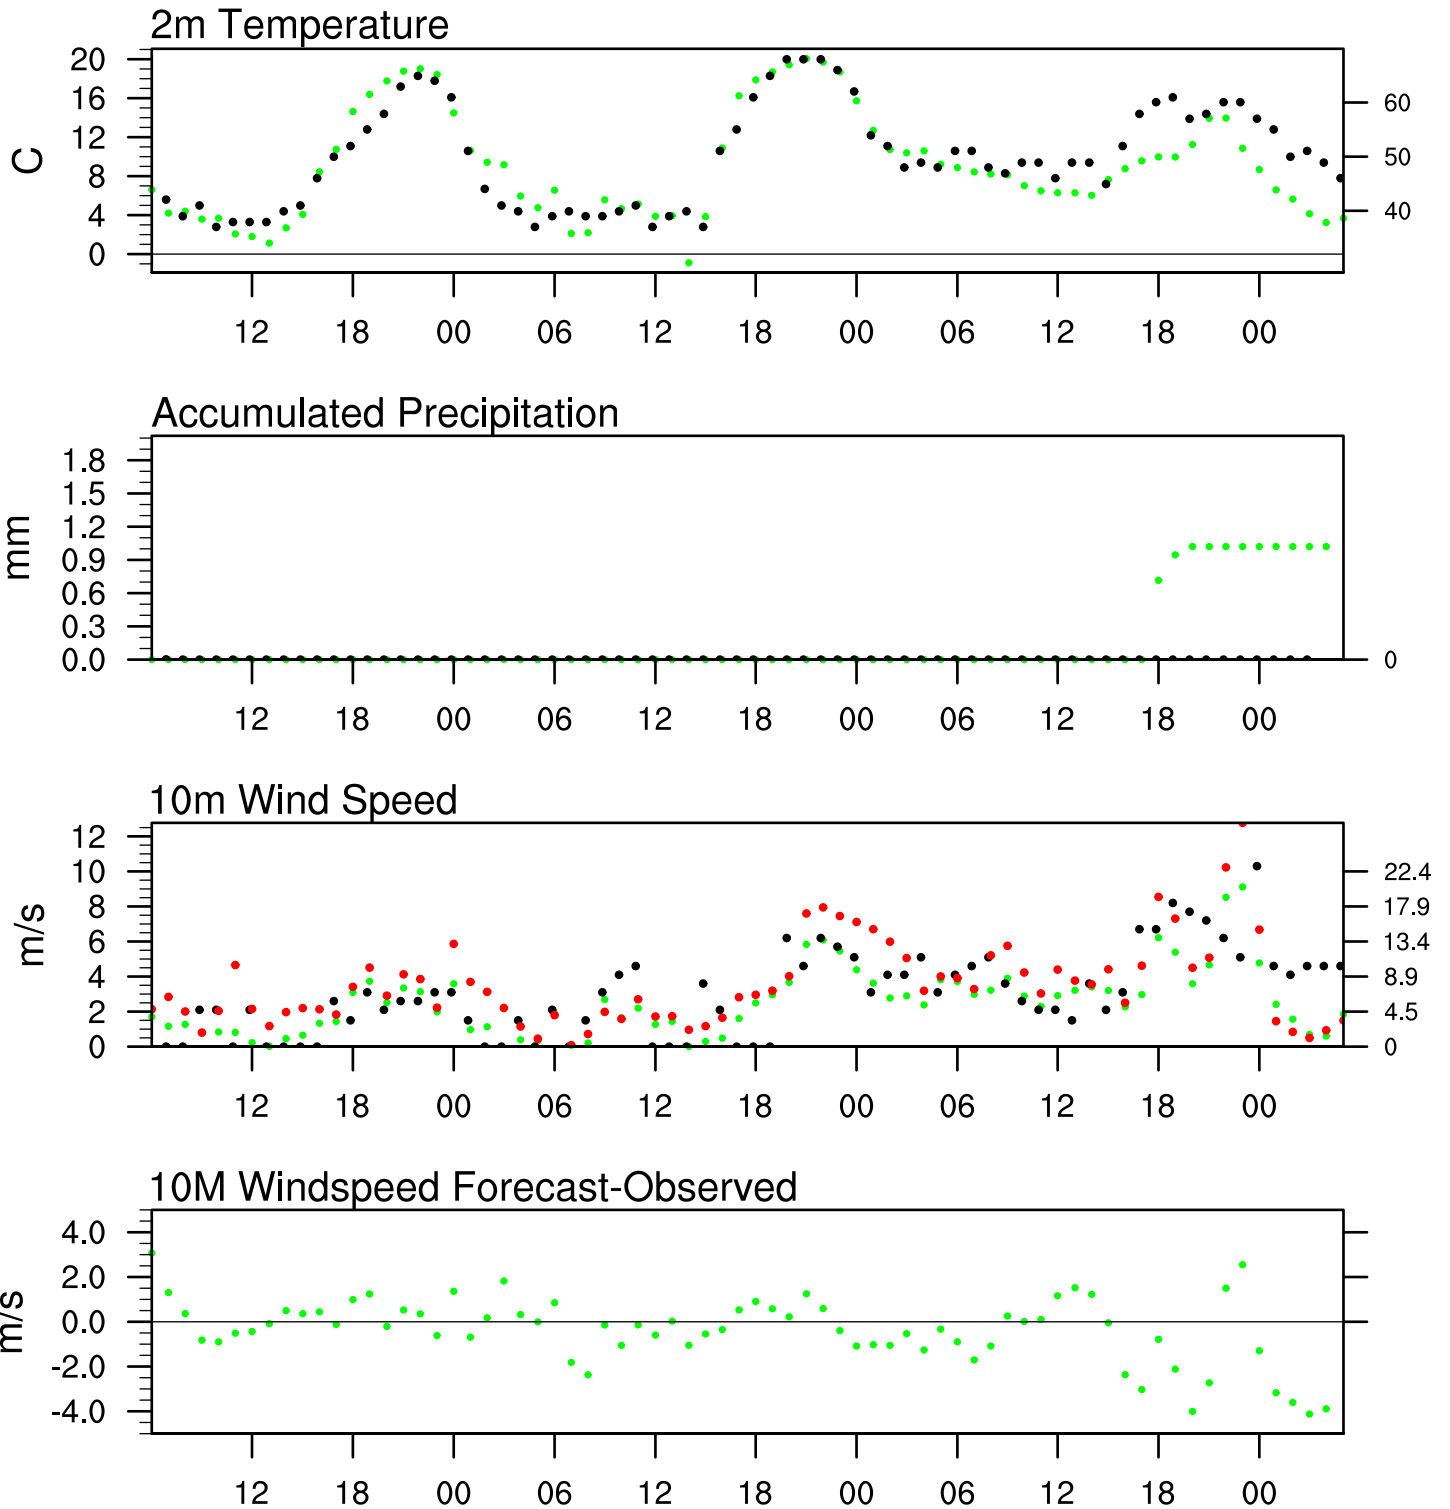 2m Temperature
20
16
12
8
4
0
C
60
50
40
12 18 00 06 12 18 00 06 12 18 00
Accumulated Precipitation
1.8
1.5
1.2
0.9
0.6
0.3
0.0
mm
0
12 18 00 06 12 18 00 06 12 18 00
10m Wind Speed
12
10
8
6
4
2
0
m/s
22.4
17.9
13.4
8.9
4.5
0
12 18 00 06 12 18 00 06 12 18 00
10M Windspeed Forecast-Observed
4.0
2.0
0.0
-2.0
-4.0
m/s
12 18 00 06 12 18 00 06 12 18 00